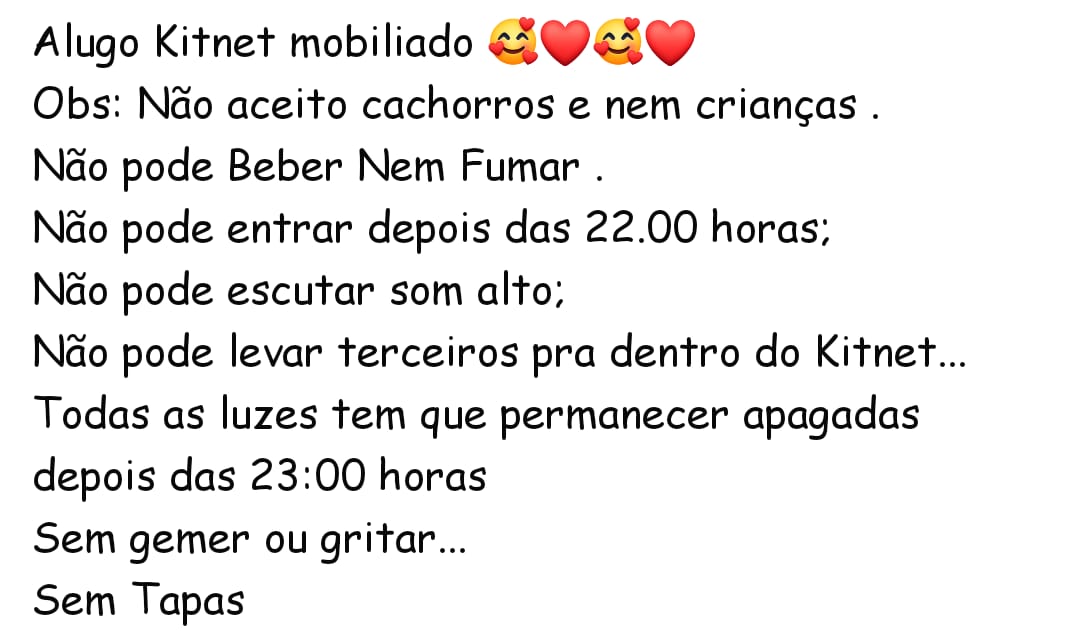 Alugo Kitnet mobiliado 🥰❤️🥰❤️
Obs: Não aceito cachorros e nem crianças .
Não pode Beber Nem Fumar .
Não pode entrar depois das 22.00 horas;
Não pode escutar som alto;
Não pode levar terceiros pra dentro do Kitnet...
Todas as luzes tem que permanecer apagadas
depois das 23:00 horas
Sem gemer ou gritar...
Sem Tapas